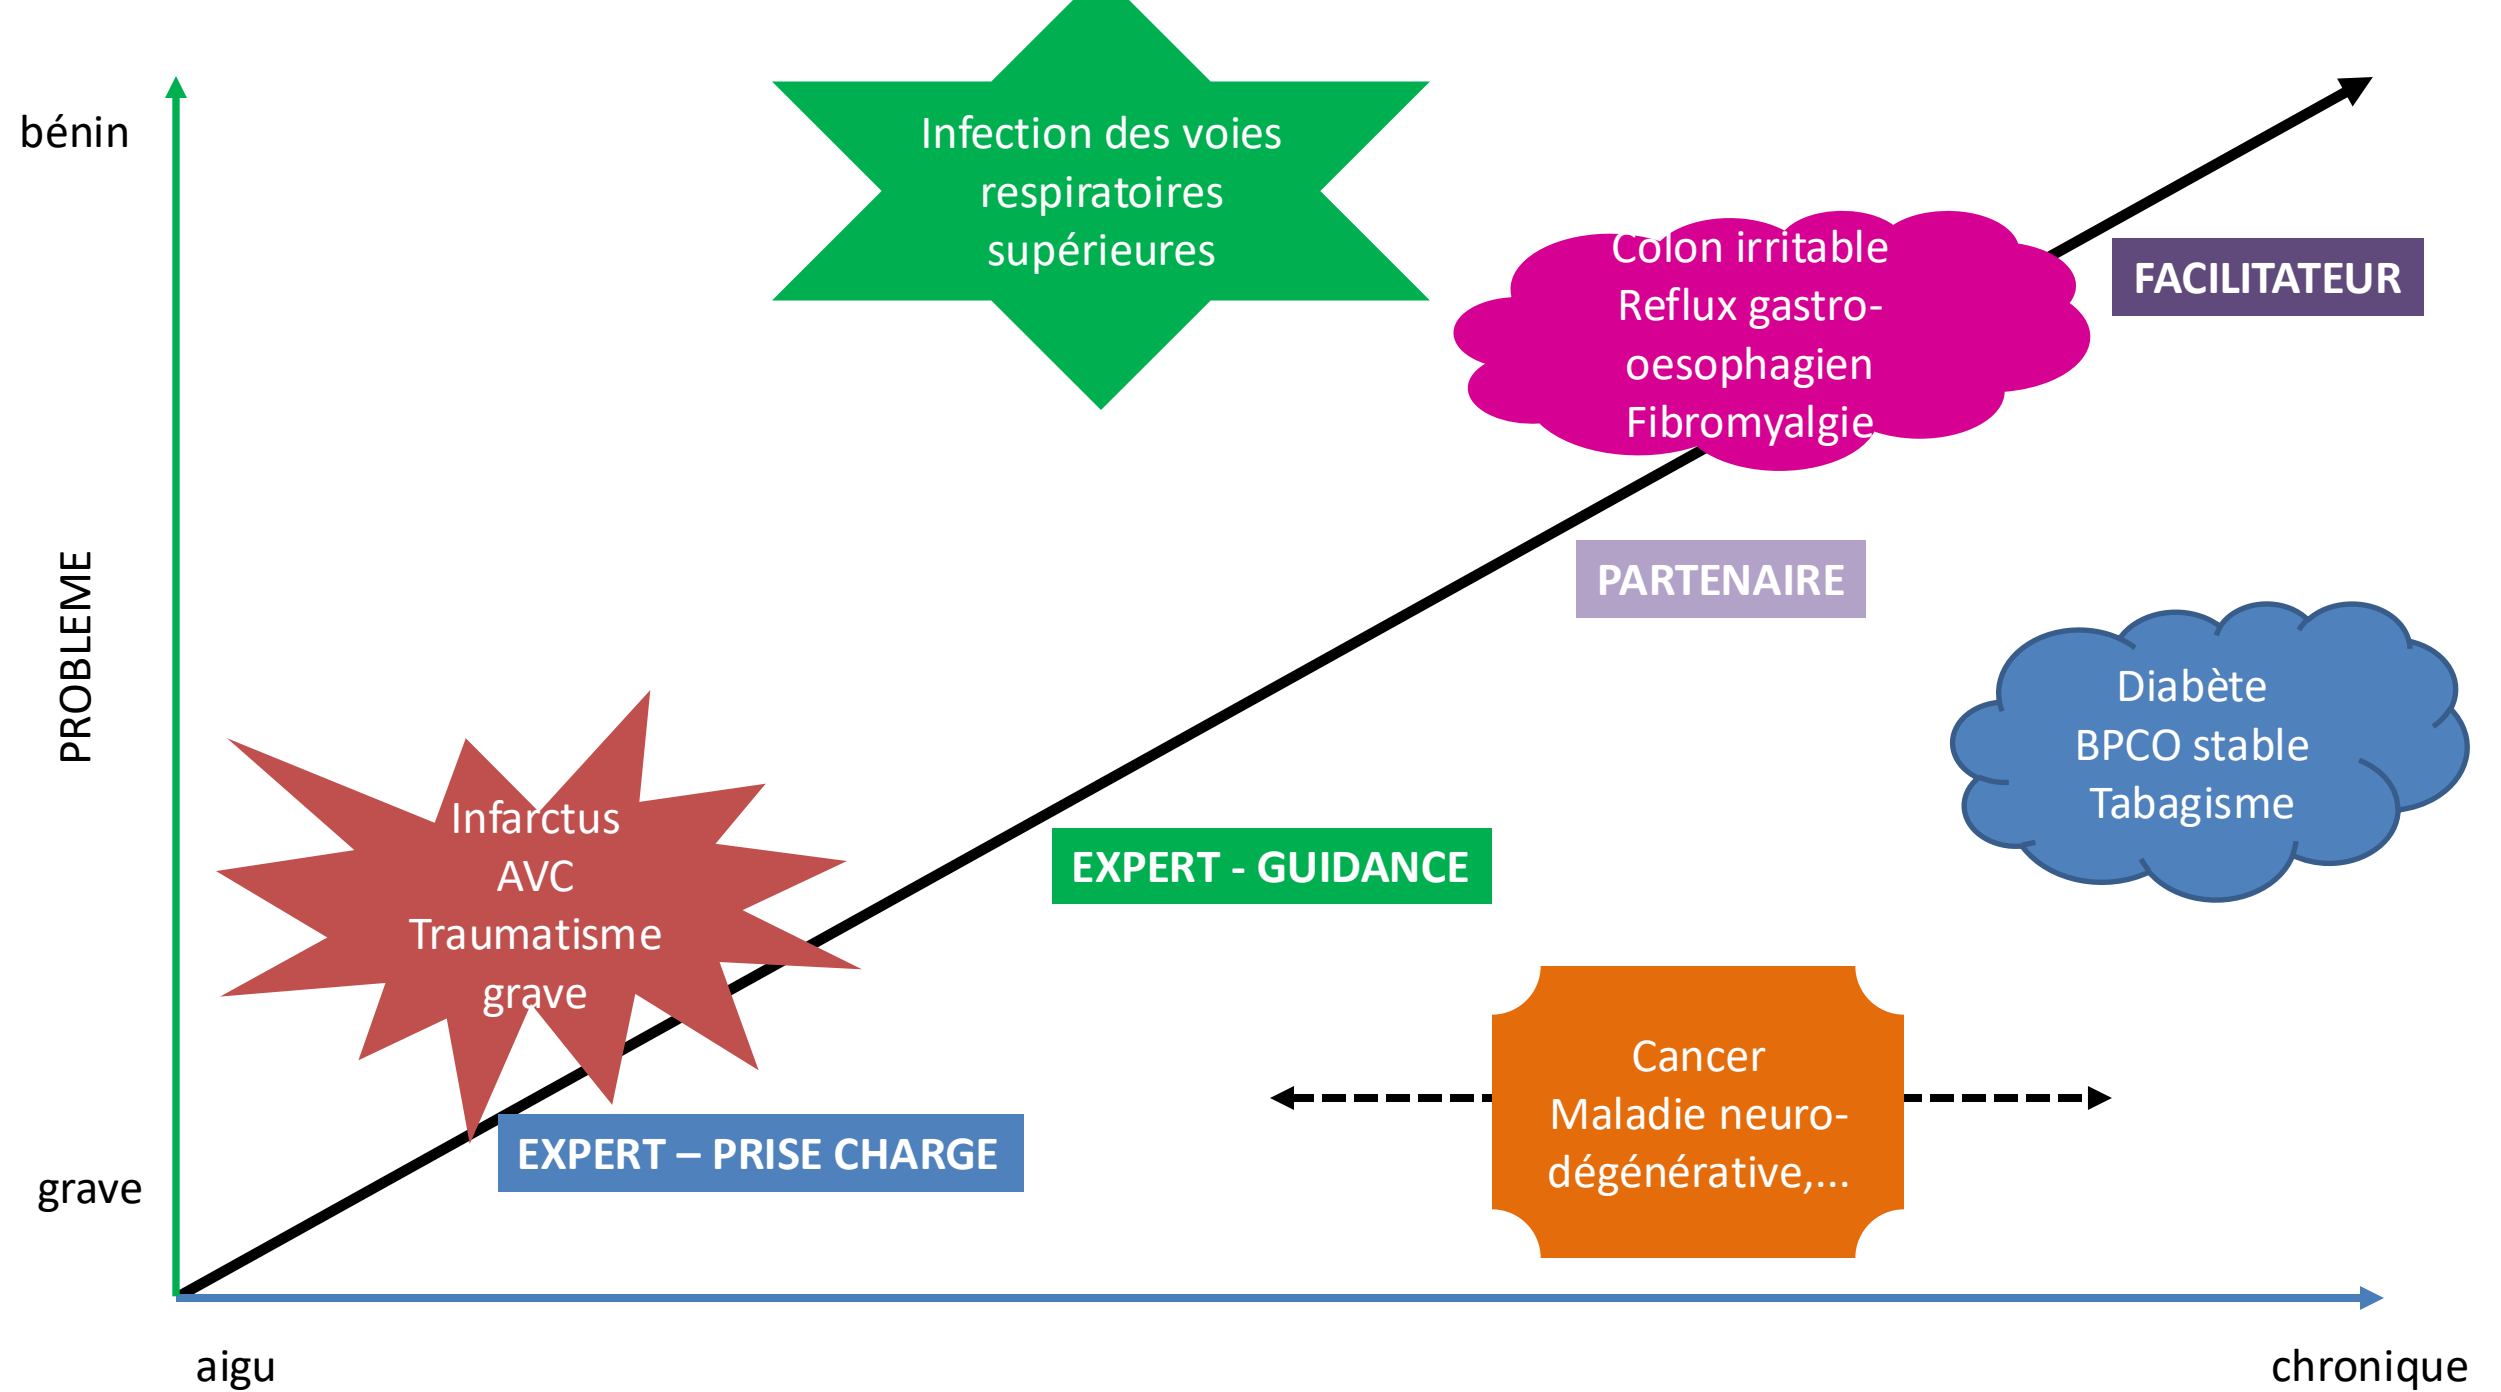 bénin
Infection des voies
respiratoires
supérieures
Colon irritable
Reflux gastro-
oesophagien
Fibromyalgie
FACILITATEUR
PROBLEME
PARTENAIRE
Diabète
BPCO stable
Tabagisme
Infarctus
AVC
Traumatisme
grave
EXPERT - GUIDANCE
Cancer
Maladie neuro-
dégénérative,...
EXPERT – PRISE CHARGE
grave
aigu
chronique